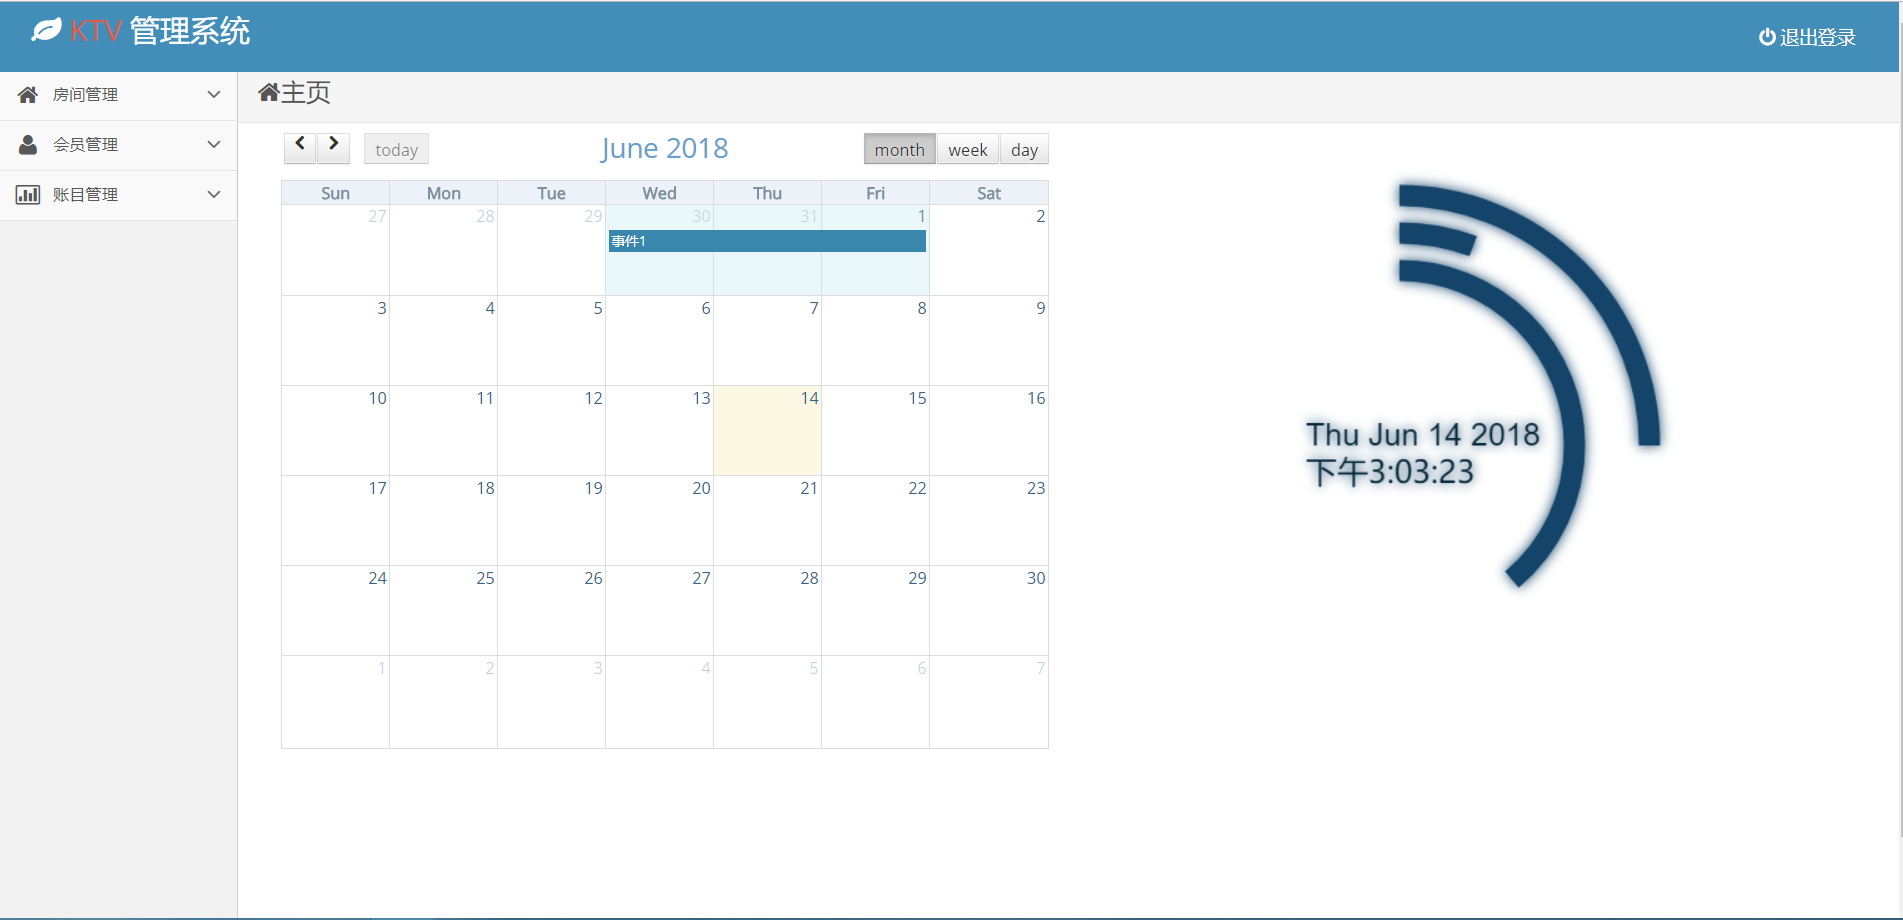 KTV 管理系统
退出登录
房间管理
会员管理
账目管理
主页
today
June 2018
month week day
Sun Mon Tue Wed Thu Fri Sat
27 28 29 30 31 1 2
事件1
3 4 5 6 7 8 9
10 11 12 13 14 15 16
17 18 19 20 21 22 23
24 25 26 27 28 29 30
1 2 3 4 5 6 7
Thu Jun 14 2018
下午3:03:23